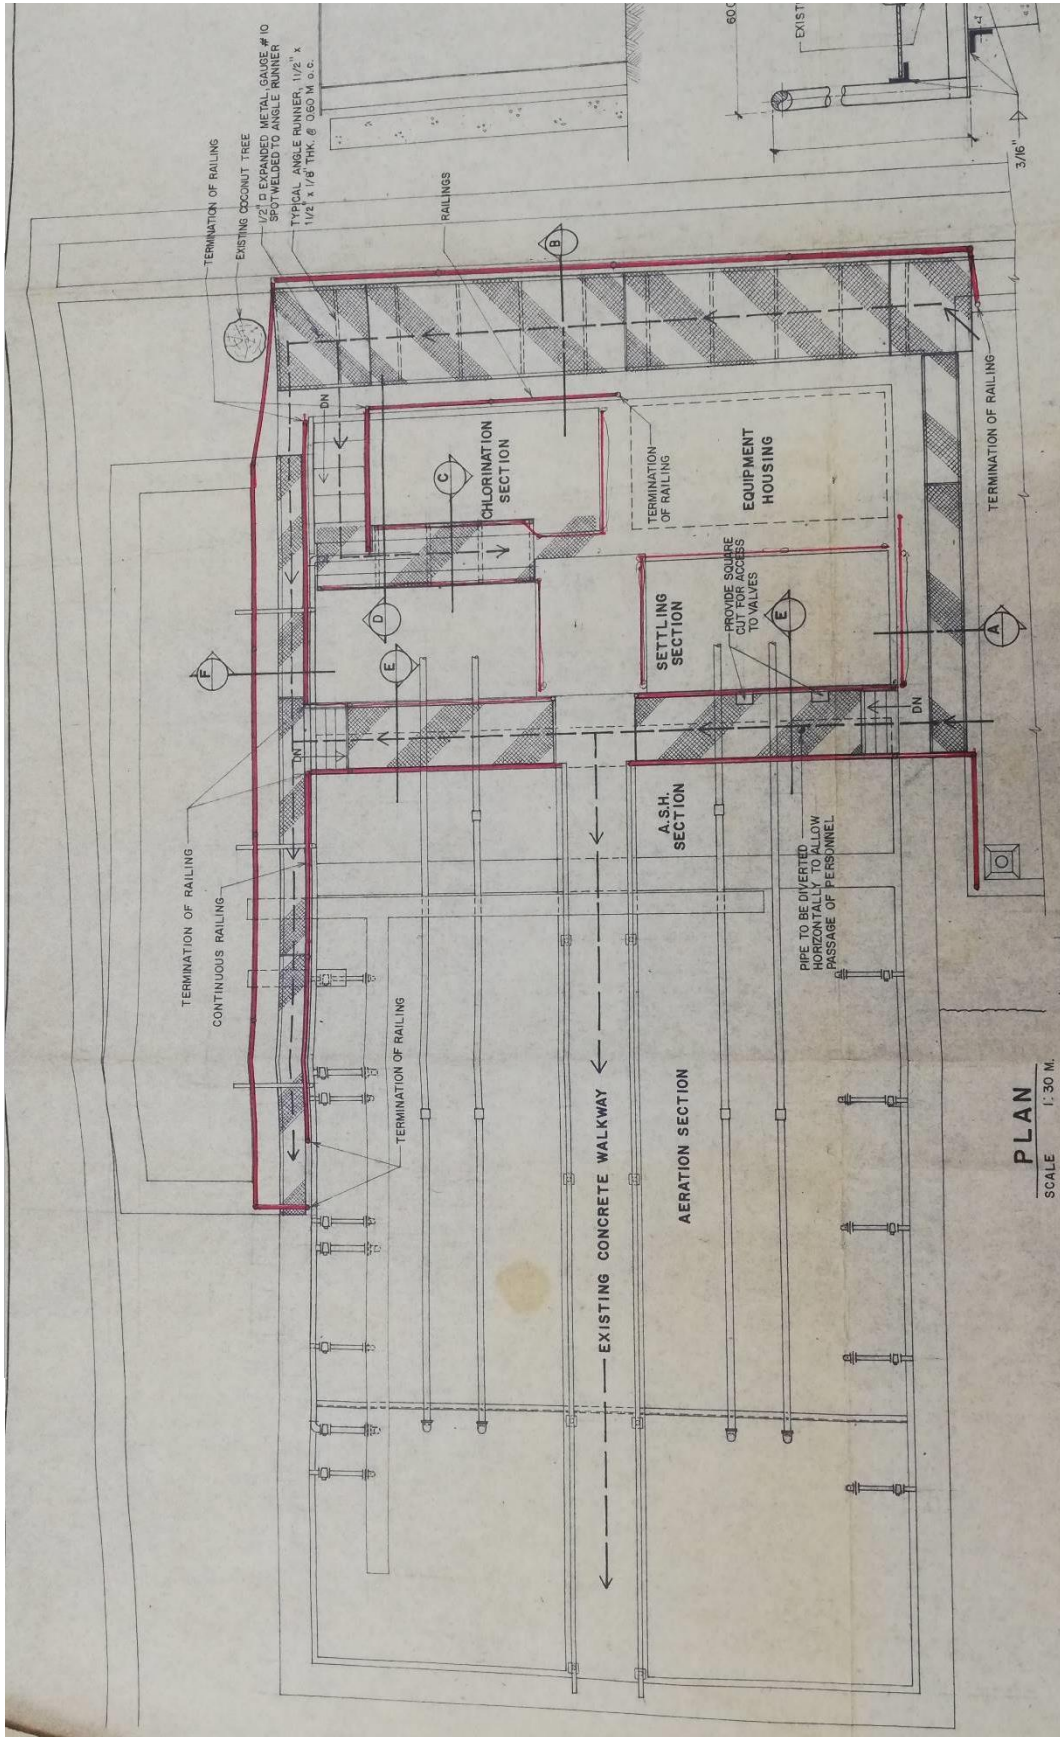 1/2" □ EXPANDED METAL, GAUGE #10
SPOTWELDED TO ANGLE RUNNER
TYPICAL ANGLE RUNNER, 1 1/2" x
1 1/2" x 1/8" THK. @ 0.60 M o.c.
EXISTING COCONUT TREE
TERMINATION OF RAILING
RAILINGS
600
EXIST
3/16"
B
DN
C
CHLORINATION
SECTION
TERMINATION
OF RAILING
EQUIPMENT
HOUSING
TERMINATION OF RAILING
F
D
E
SETTLING
SECTION
PROVIDE SQUARE
CUT FOR ACCESS
TO VALVES
E
A
DN
DN
TERMINATION OF RAILING
CONTINUOUS RAILING
A.S.H.
SECTION
PIPE TO BE DIVERTED
HORIZONTALLY TO ALLOW
PASSAGE OF PERSONNEL
TERMINATION OF RAILING
EXISTING CONCRETE WALKWAY
AERATION SECTION
PLAN
SCALE 1:30 M.